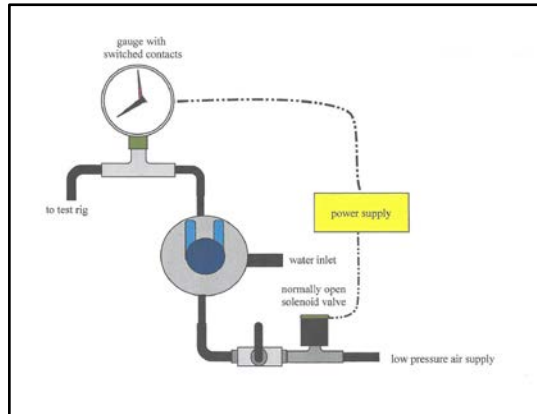 gauge with
switched contacts
to test rig
power supply
water inlet
normally open
solenoid valve
low pressure air supply